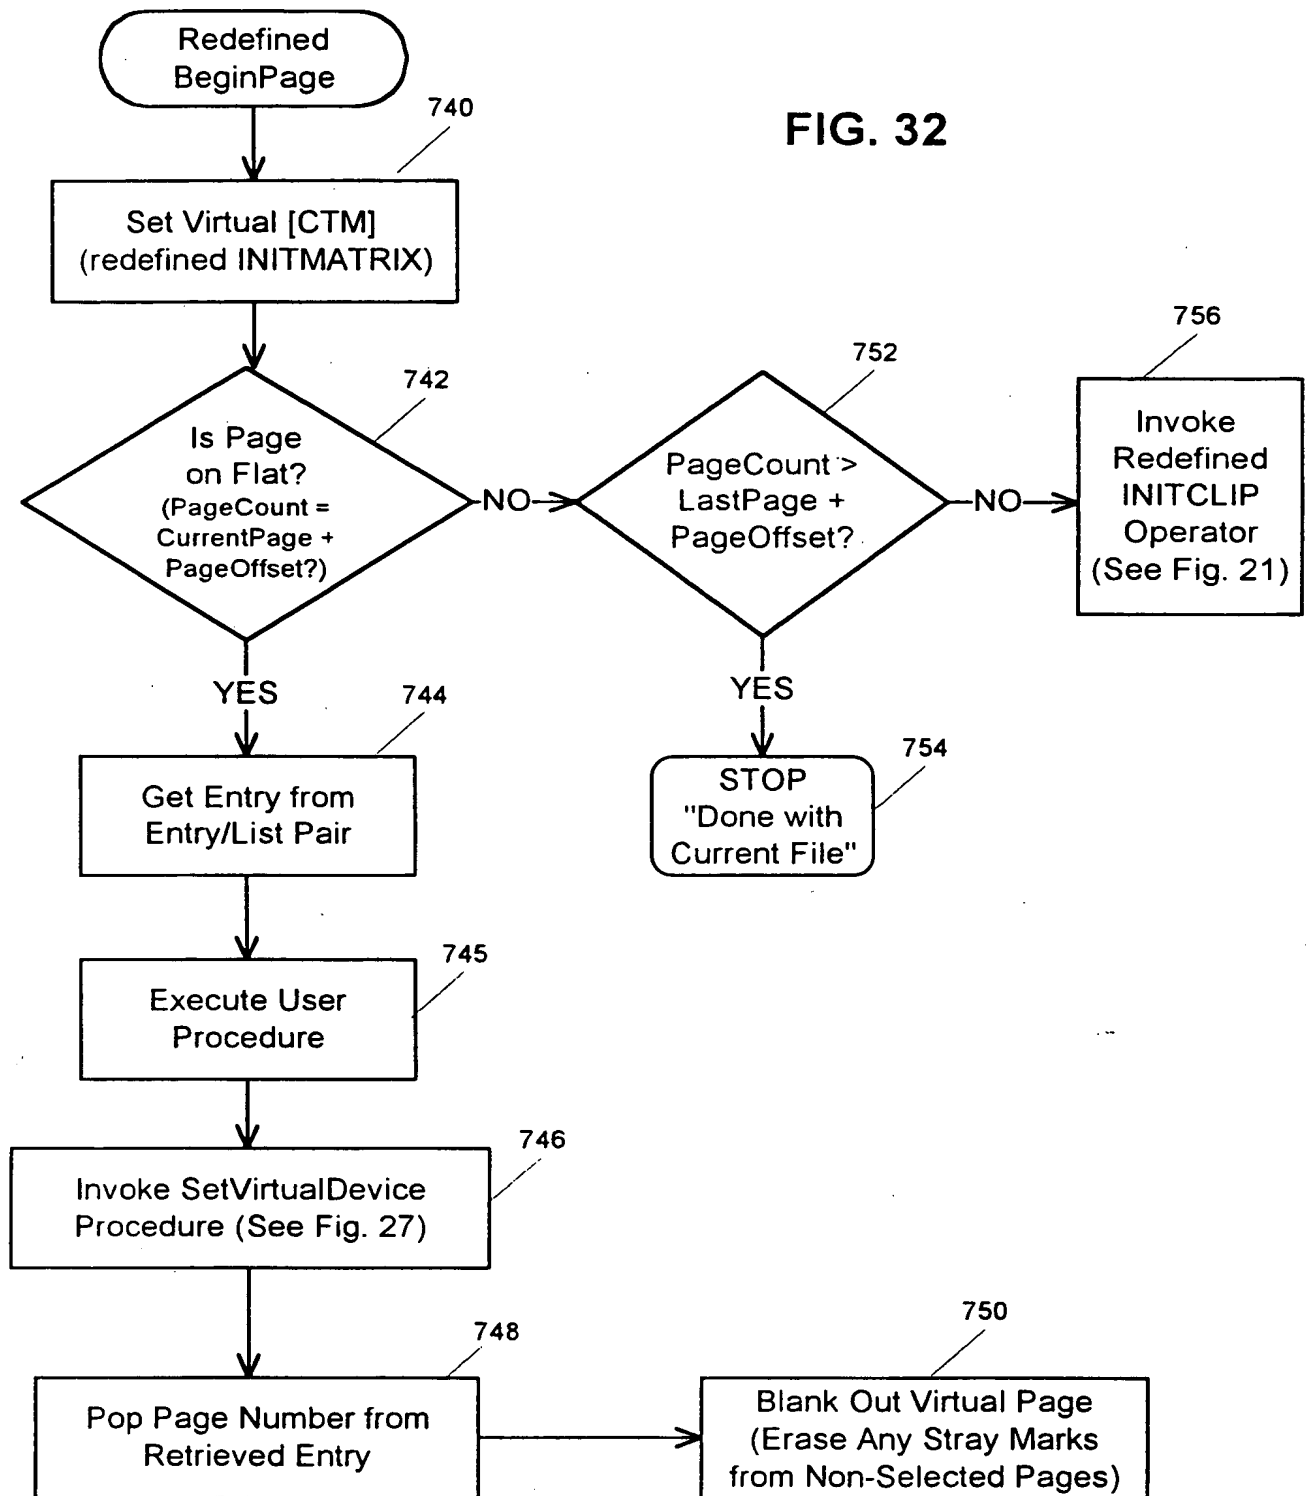 Redefined
BeginPage
740
FIG. 32
Set Virtual [CTM]
(redefined INITMATRIX)
742
Is Page
on Flat?
(PageCount =
CurrentPage +
PageOffset?)
NO
752
PageCount >
LastPage +
PageOffset?
NO
756
Invoke
Redefined
INITCLIP
Operator
(See Fig. 21)
YES
YES
744
Get Entry from
Entry/List Pair
754
STOP
"Done with
Current File"
745
Execute User
Procedure
746
Invoke SetVirtualDevice
Procedure (See Fig. 27)
748
Pop Page Number from
Retrieved Entry
750
Blank Out Virtual Page
(Erase Any Stray Marks
from Non-Selected Pages)